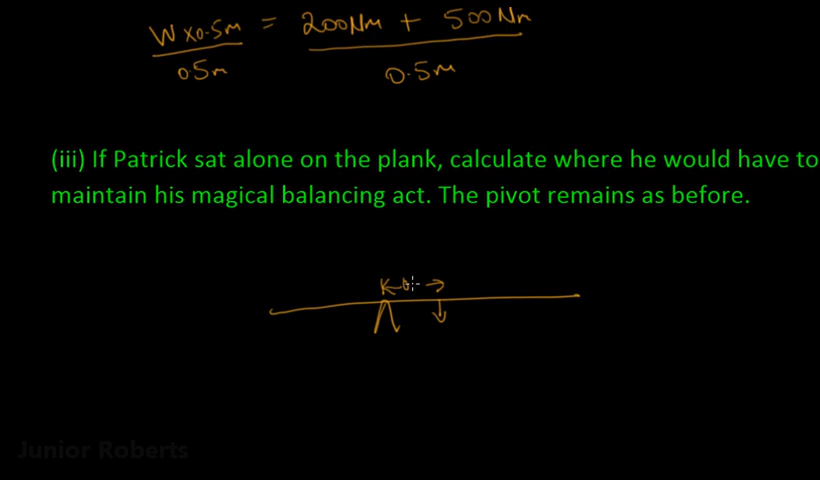 W x0.5m = 200Nm + 500Nm
0.5m 0.5m
(iii) If Patrick sat alone on the plank, calculate where he would have to
maintain his magical balancing act. The pivot remains as before.
Junior Roberts